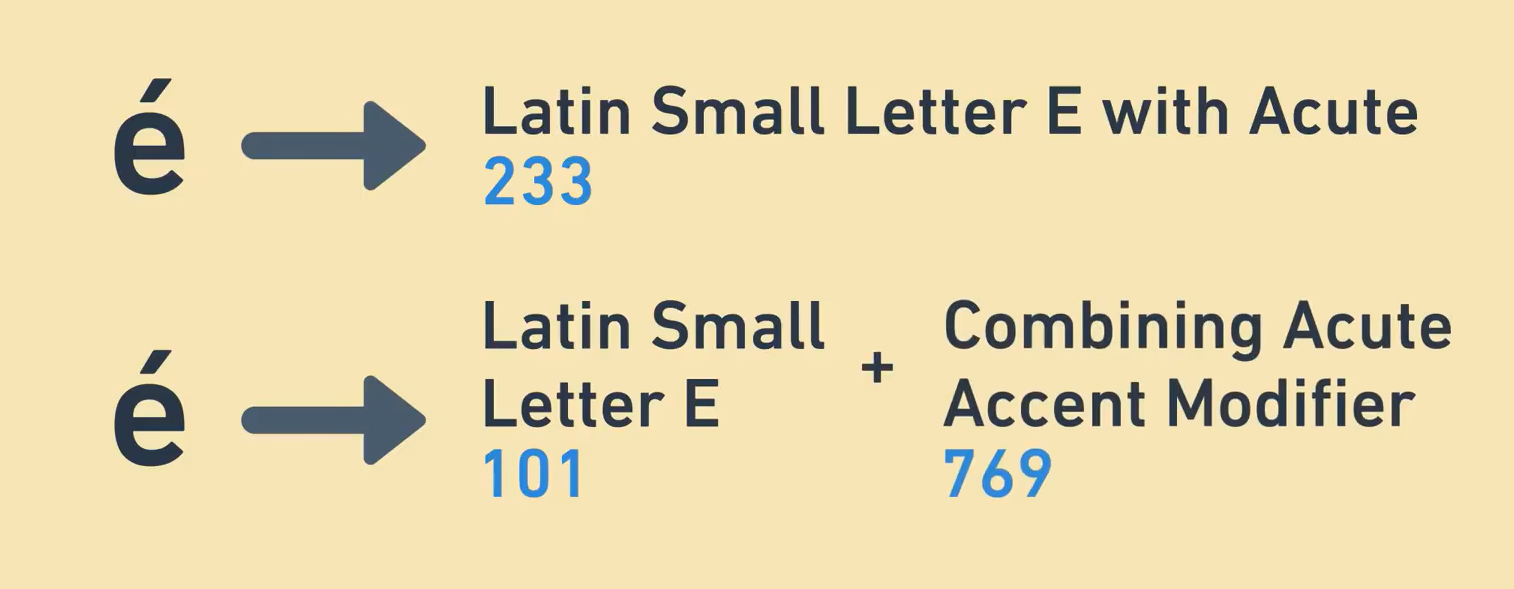 é Latin Small Letter E with Acute
233
é Latin Small + Combining Acute
Letter E Accent Modifier
101 769